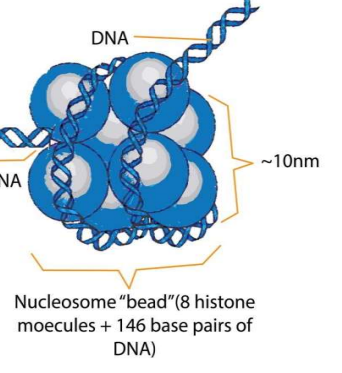 DNA
~10nm
NA
Nucleosome “bead”(8 histone
moecules + 146 base pairs of
DNA)